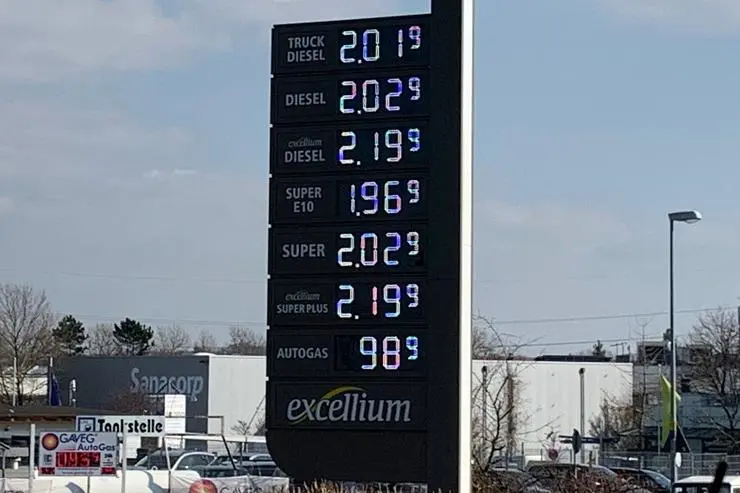 TRUCK
DIESEL
2.01⁹
DIESEL
2.02⁹
excellium
DIESEL
2.19⁹
SUPER
E10
1.96⁹
SUPER
2.02⁹
excellium
SUPER PLUS
2.19⁹
AUTOGAS
98⁹
excellium
Sanacorp
Tankstelle
GAVEG
AutoGas